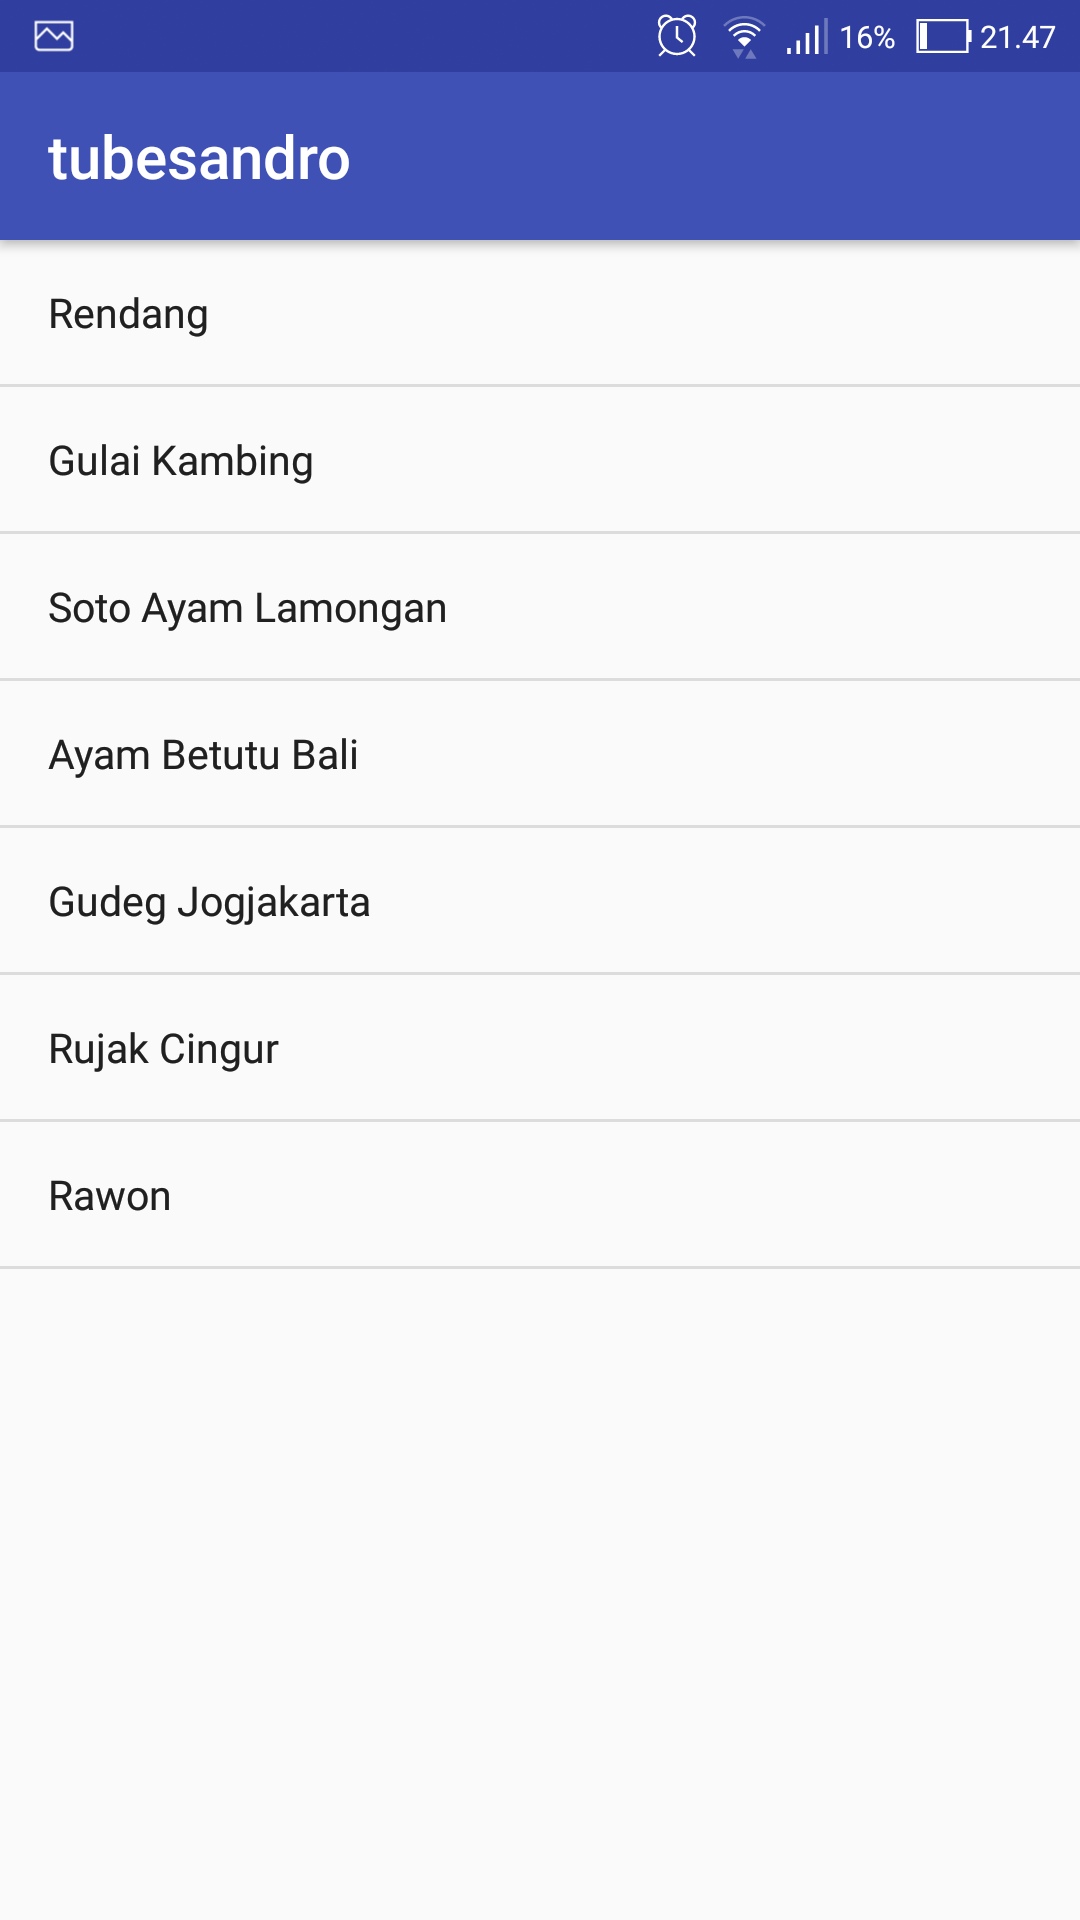 16% 21.47
tubesandro
Rendang
Gulai Kambing
Soto Ayam Lamongan
Ayam Betutu Bali
Gudeg Jogjakarta
Rujak Cingur
Rawon